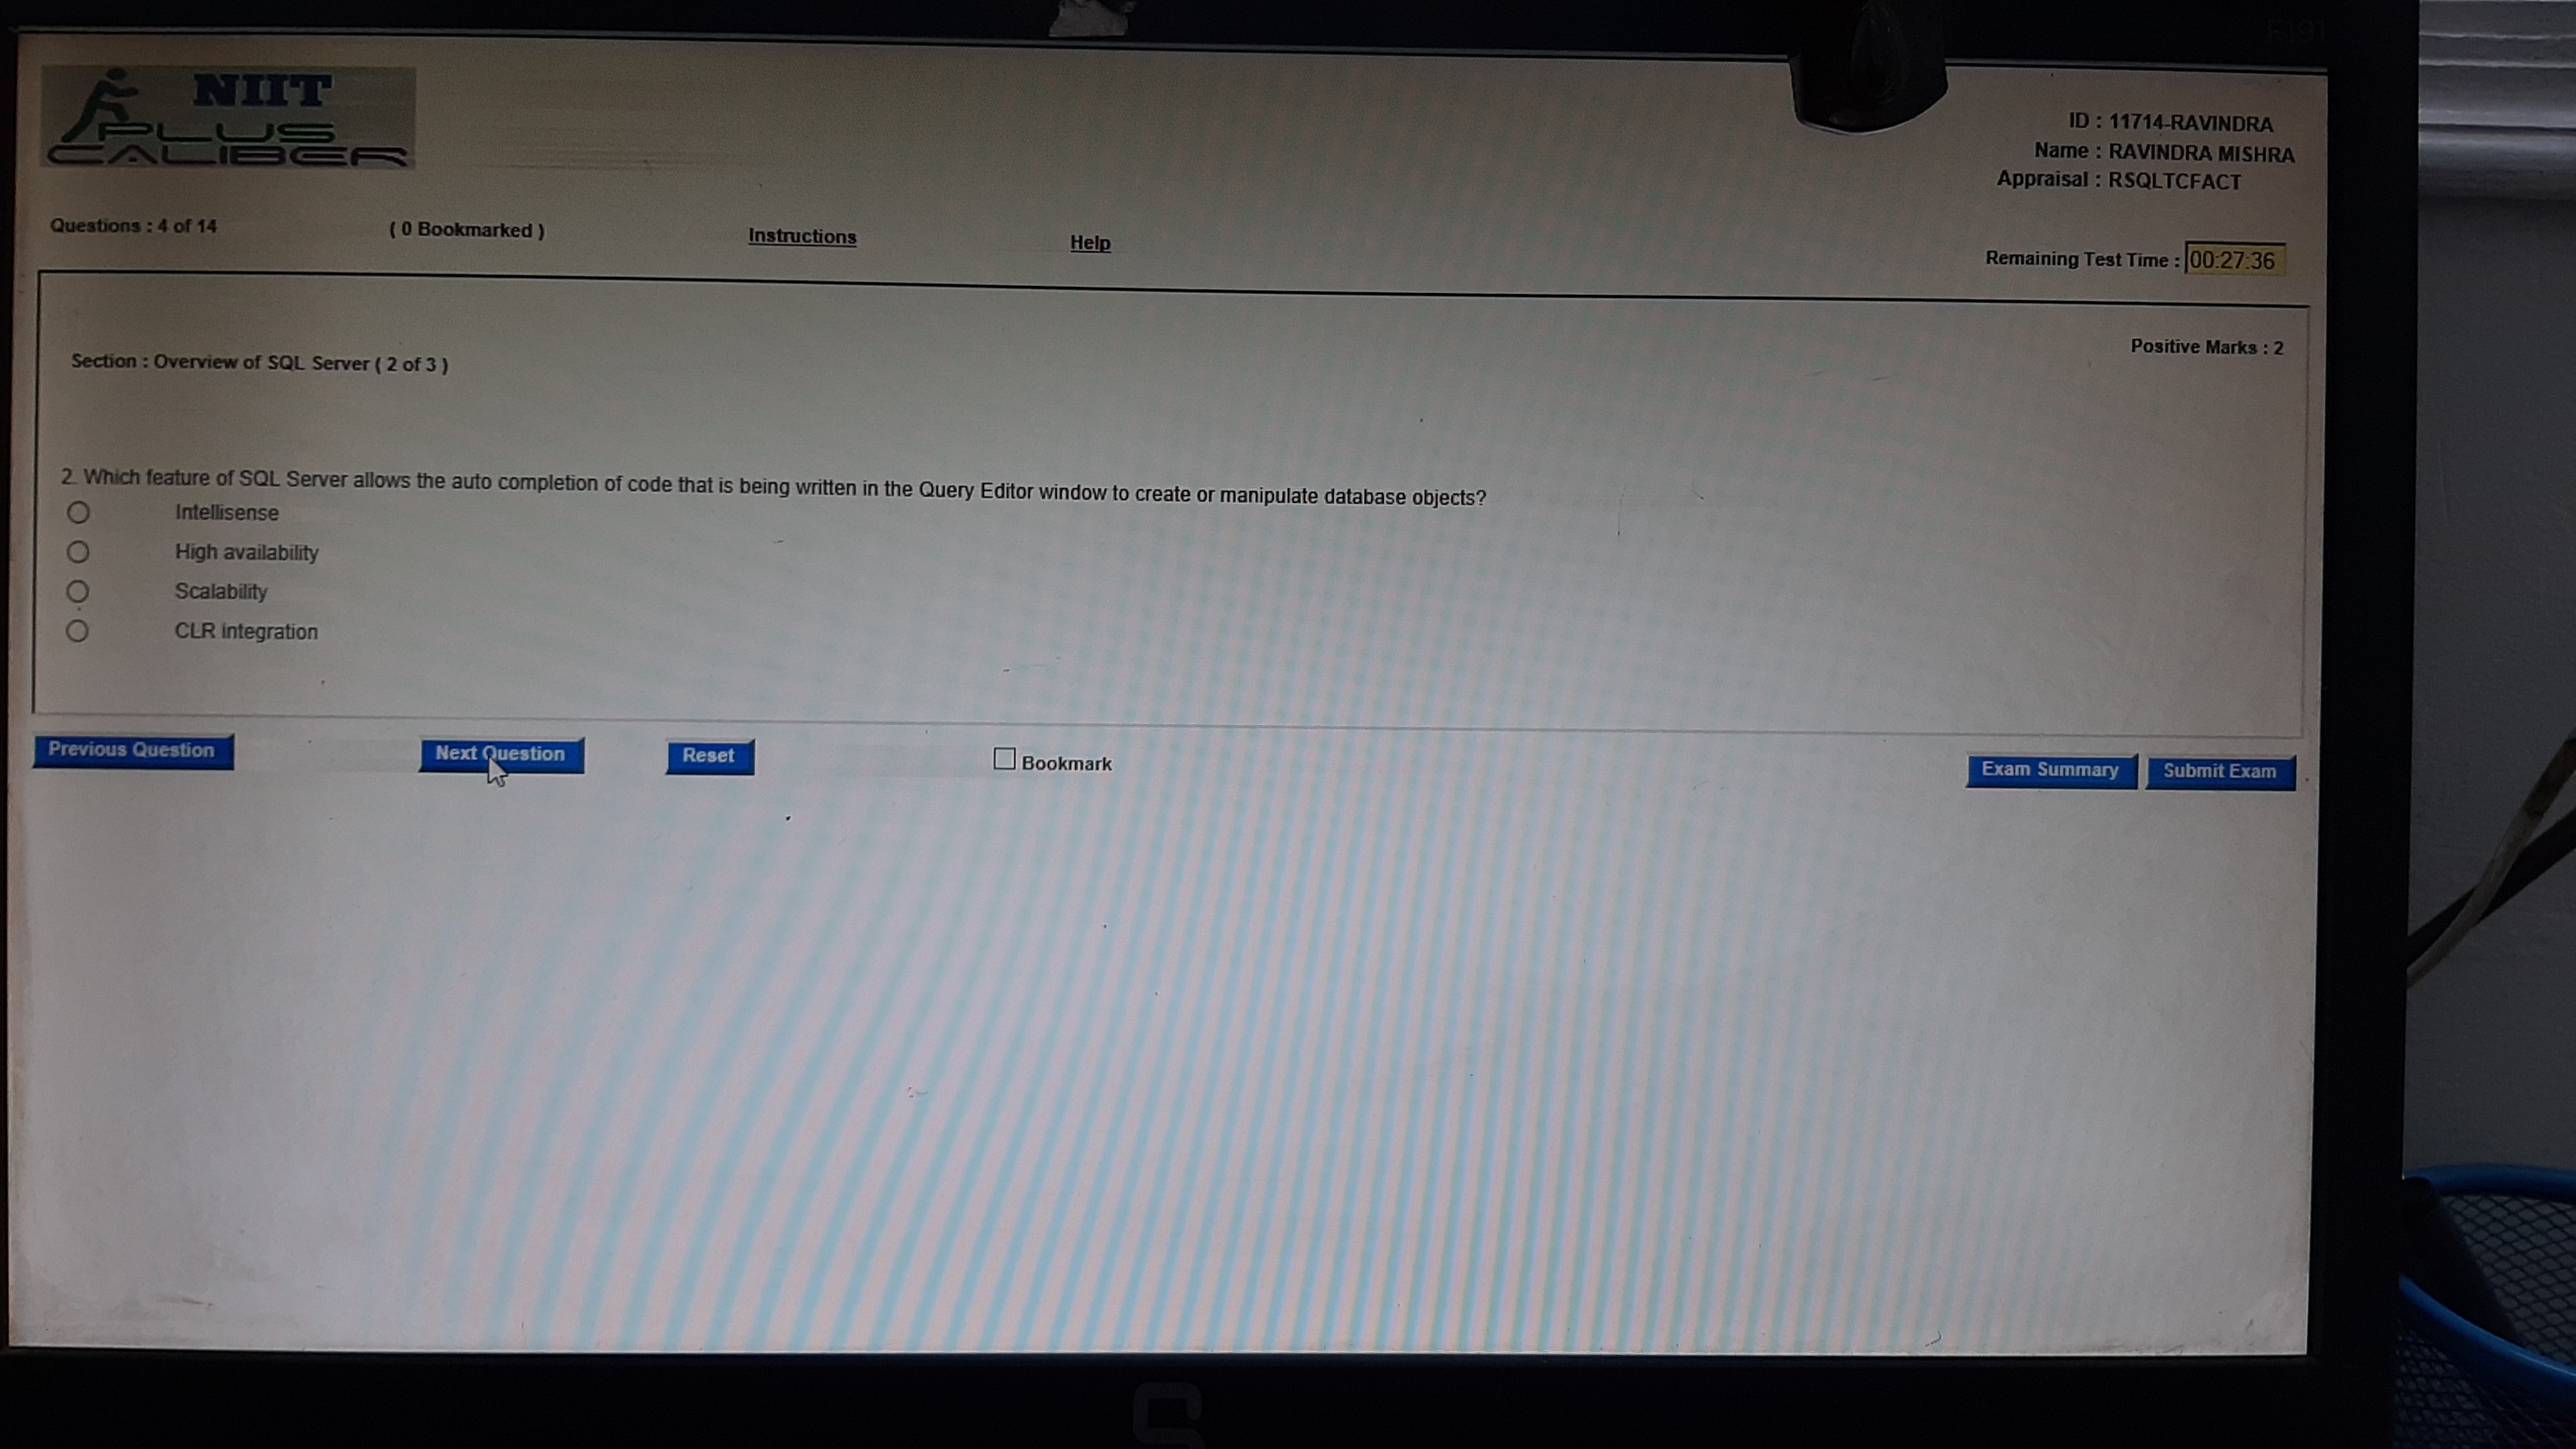 NIIT
PLUS
CALIBER
ID : 11714-RAVINDRA
Name : RAVINDRA MISHRA
Appraisal : RSQLTCFACT
Questions : 4 of 14
( 0 Bookmarked )
Instructions
Help
Remaining Test Time : 00:27:36
Positive Marks : 2
Section : Overview of SQL Server ( 2 of 3 )
2. Which feature of SQL Server allows the auto completion of code that is being written in the Query Editor window to create or manipulate database objects?
Intellisense
High availability
Scalability
CLR integration
Previous Question
Next Question
Reset
Bookmark
Exam Summary
Submit Exam